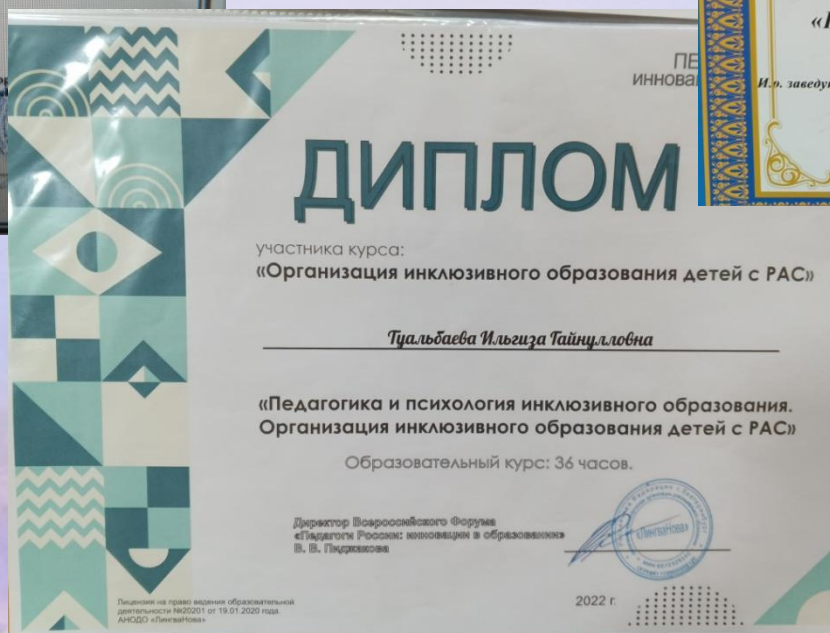 ПЕ
ИННОВА
ДИПЛОМ
участника курса:
«Организация инклюзивного образования детей с РАС»
Гуальбаева Ильгиза Гайнулловна
«Педагогика и психология инклюзивного образования.
Организация инклюзивного образования детей с РАС»
Образовательный курс: 36 часов.
Директор Всероссийского Форума
«Педагоги России: инновации в образовании»
В. В. Пиджакова
«ЛингваНова»
2022 г.
Лицензия на право ведения образовательной
деятельности №20201 от 19.01.2020 года.
АНОДО «ЛингваНова»
И.о. заведу